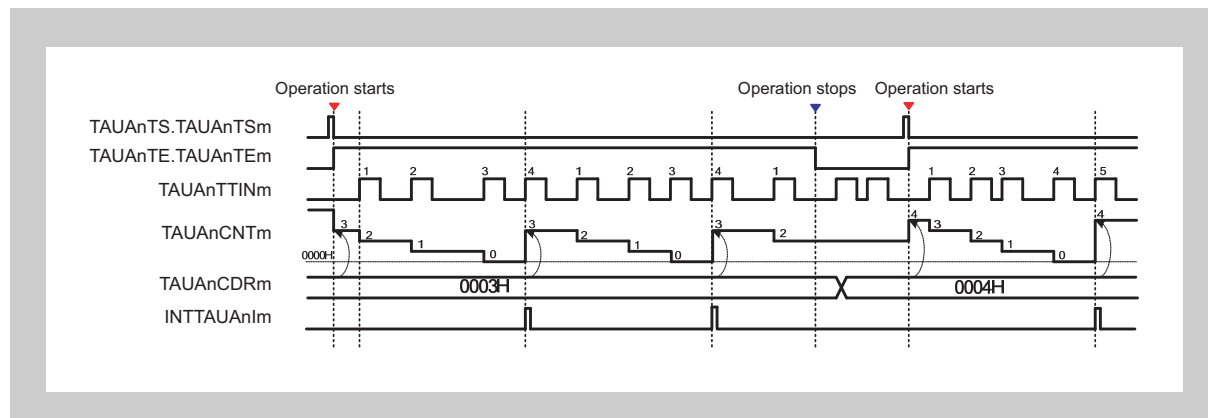 Operation starts Operation stops Operation starts
TAUAnTS.TAUAnTSm
TAUAnTE.TAUAnTEm
TAUAnTTINm 1 2 3 4 1 2 3 4 1 1 2 3 4 5
TAUAnCNTm 3 2 1 0 3 2 1 0 3 2 4 3 2 1 0 4
0000H
TAUAnCDRm 0003H 0004H
INTTAUAnIm